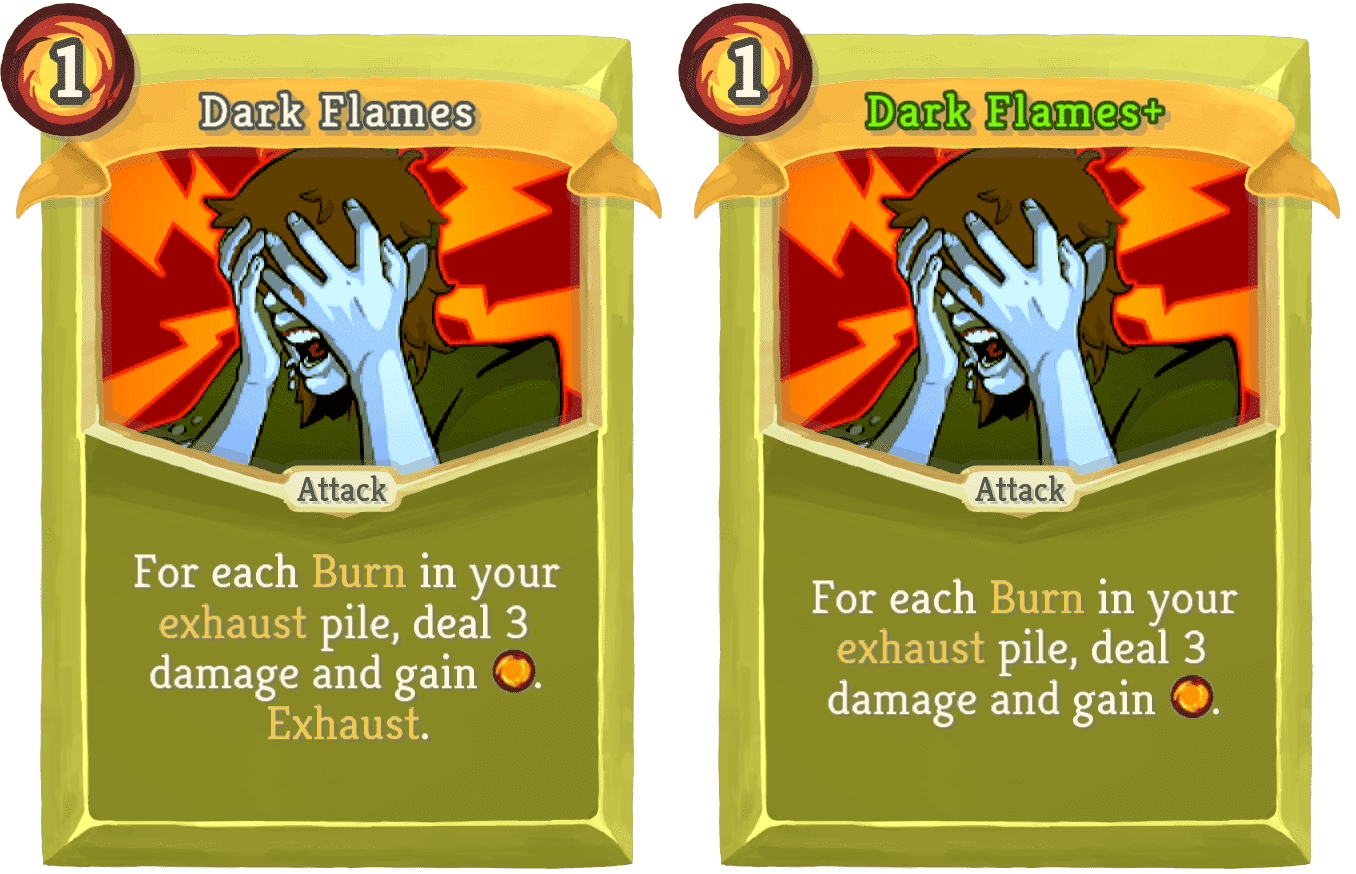 1
Dark Flames
Attack
For each Burn in your
exhaust pile, deal 3
damage and gain .
Exhaust.
1
Dark Flames+
Attack
For each Burn in your
exhaust pile, deal 3
damage and gain .